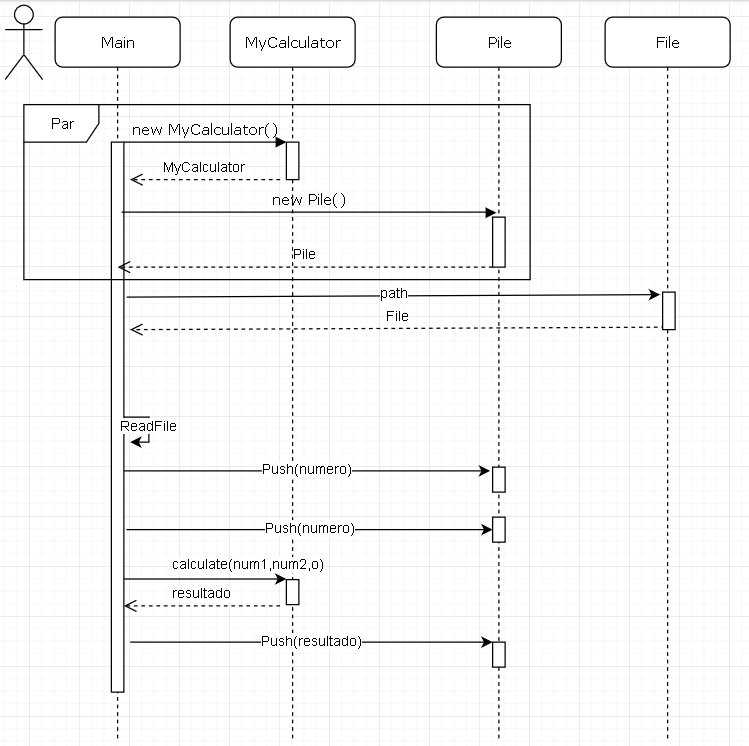 Main
MyCalculator
Pile
File
Par
new MyCalculator()
MyCalculator
new Pile()
Pile
path
File
ReadFile
Push(numero)
Push(numero)
calculate(num1,num2,o)
resultado
Push(resultado)